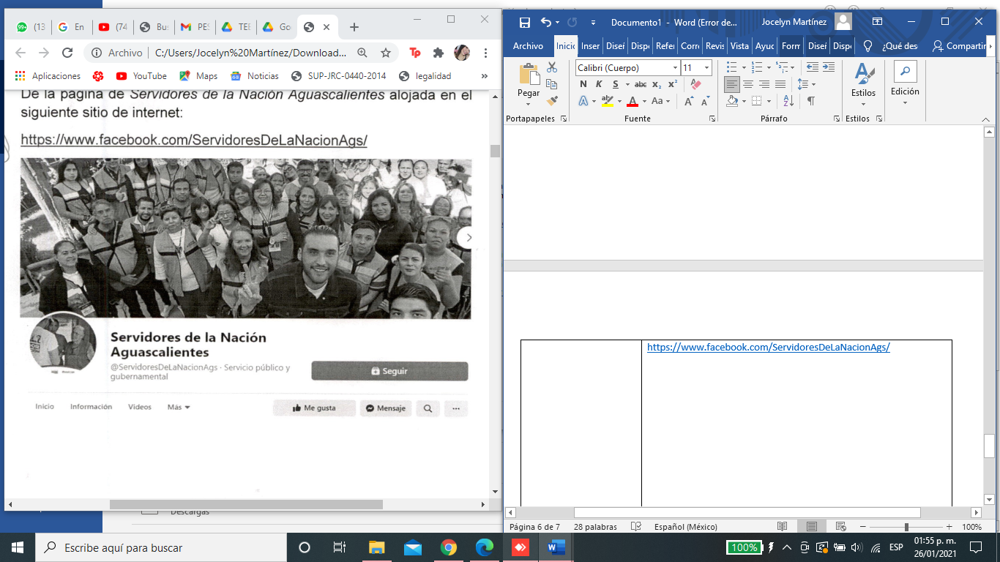 (13
En
(74
Bu
PES
TEE
Go
Archivo
C:/Users/Jocelyn%20Martínez/Download...
Aplicaciones
YouTube
Maps
Noticias
SUP-JRC-0440-2014
legalidad
»
De la página de Servidores de la Nación Aguascalientes alojada en el
siguiente sitio de internet:
https://www.facebook.com/ServidoresDeLaNacionAgs/
Servidores de la Nación
Aguascalientes
@ServidoresDeLaNacionAgs · Servicio público y
gubernamental
Seguir
Inicio Información Videos Más
Me gusta Mensaje ...
Descargas
Documento1 - Word (Error de...
Jocelyn Martínez
Archivo Inicio Inser Diseí Dispo Refer Corre Revis Vista Ayuc Form Diseí Dispo ¿Qué des Compartir
Pegar
Portapapeles
Calibri (Cuerpo) 11
N K S abc x₂ x²
A A Aa A A
Fuente
Párrafo
Estilos
Estilos
Edición
https://www.facebook.com/ServidoresDeLaNacionAgs/
Página 6 de 7 28 palabras Español (México) 100%
Escribe aquí para buscar
100%
ESP
01:55 p. m.
26/01/2021